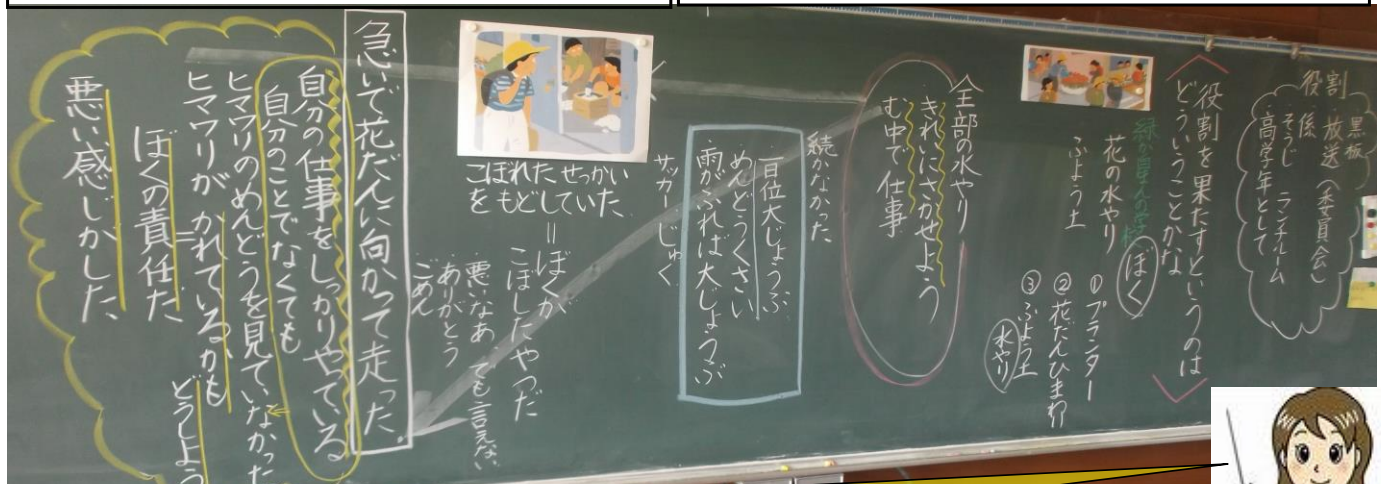 役割
黒板
放送(委員会)
係
そうじ ランチルーム
高学年として
役割を果たすというのは
どういうことかな
ぼく
花の水やり
ふよう土
①プランター
②花だんひまわり
③ふよう土
水やり
全部の水やり
きれいにさかせよう
む中で仕事
続かなかった
一日位大じょうぶ
めんどうくさい
雨がふれば大じょうぶ
サッカー じゅく
こぼれた せっかい
を もどしていた
=ぼくが
こぼしたやつだ
悪いなあ でも言えない
ありがとう
ごめん
急いで花だんに向かって走った。
自分の仕事をしっかりやっている
自分のことでなくても
ヒマワリのめんどうを見ていなかった
ヒマワリが かれているかも
どうしよう
ぼくの責任だ
悪い感じがした